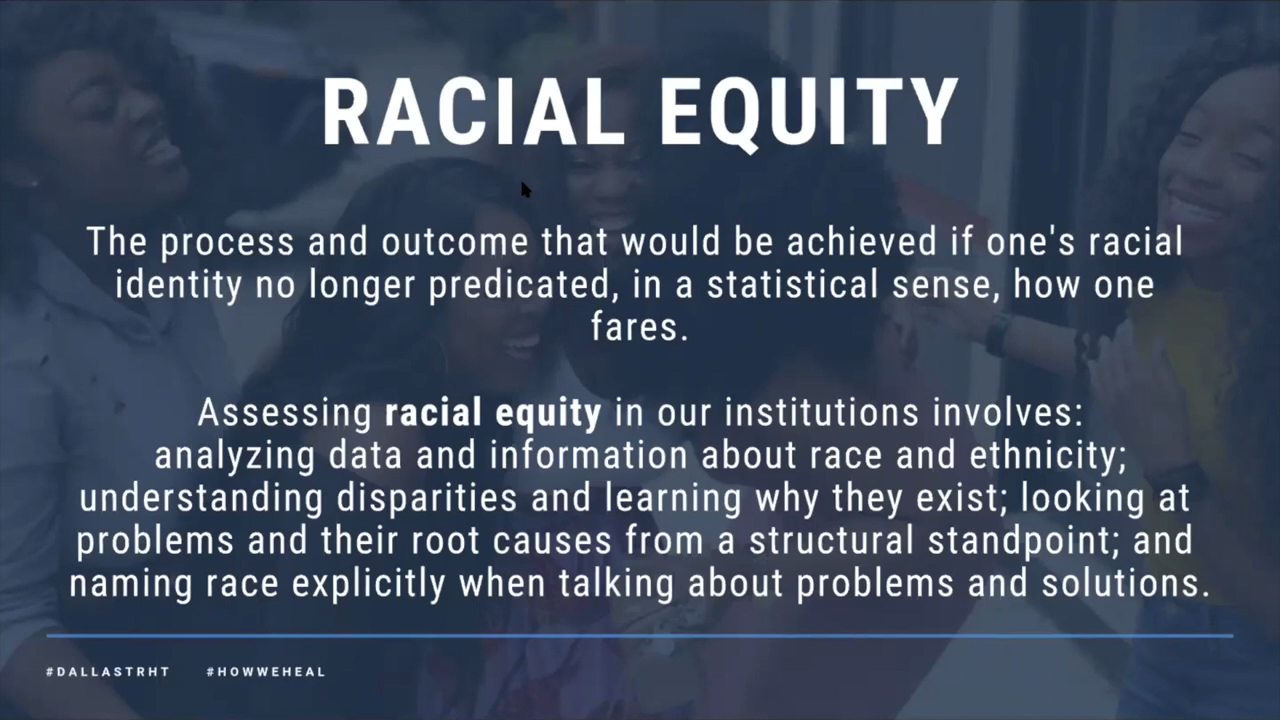 RACIAL EQUITY
The process and outcome that would be achieved if one's racial
identity no longer predicated, in a statistical sense, how one
fares.
Assessing racial equity in our institutions involves:
analyzing data and information about race and ethnicity;
understanding disparities and learning why they exist; looking at
problems and their root causes from a structural standpoint; and
naming race explicitly when talking about problems and solutions.
#DALLASTRHT #HOWWEHEAL